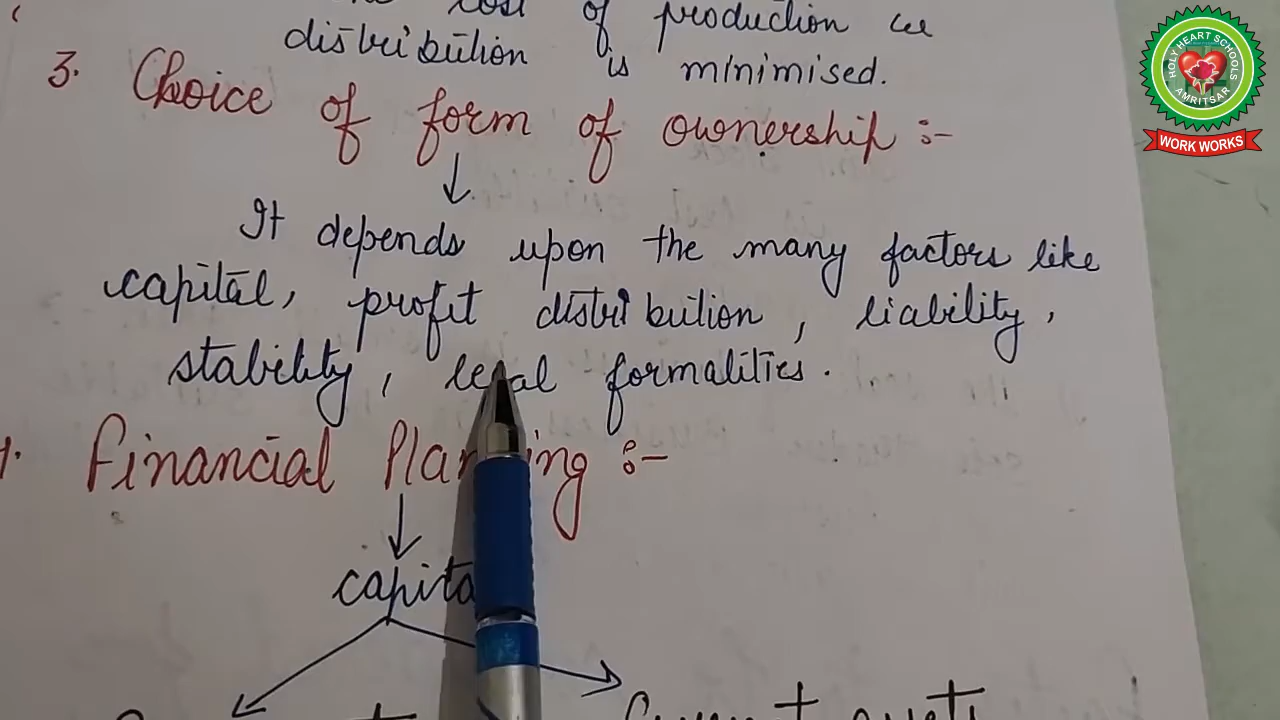 cost of production
distribution is minimised.
3. Choice of form of ownership :-
It depends upon the many factors like
capital, profit distribution, liability,
stability, legal formalities.
Financial Planning :-
capital
HOLY HEART SCHOOLS
AMRITSAR
WORK WORKS